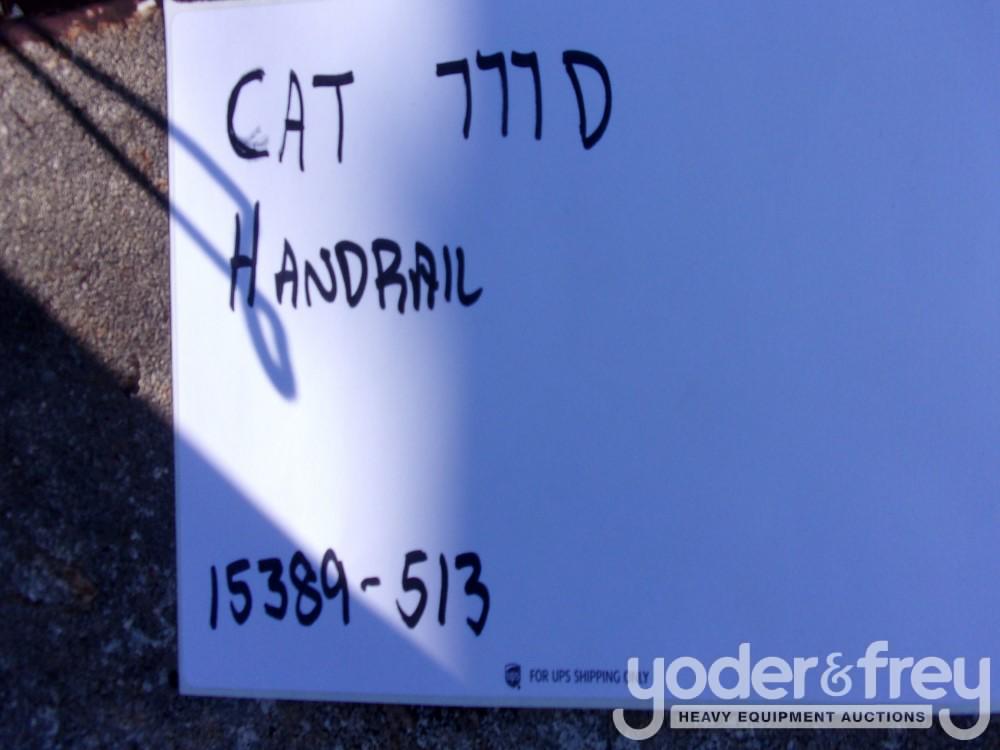 CAT 777D
HANDRAIL
15389-513
FOR UPS SHIPPING ONLY
yoder&frey
HEAVY EQUIPMENT AUCTIONS